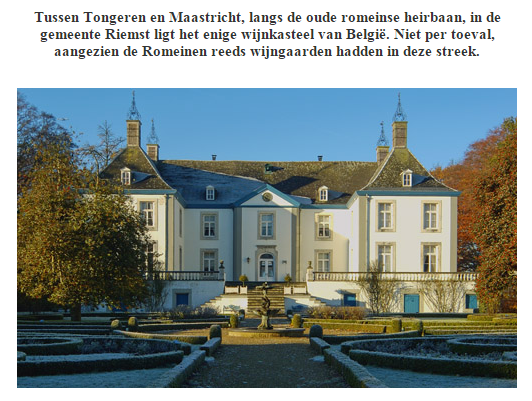 Tussen Tongeren en Maastricht, langs de oude romeinse heirbaan, in de
gemeente Riemst ligt het enige wijnkasteel van België. Niet per toeval,
aangezien de Romeinen reeds wijngaarden hadden in deze streek.